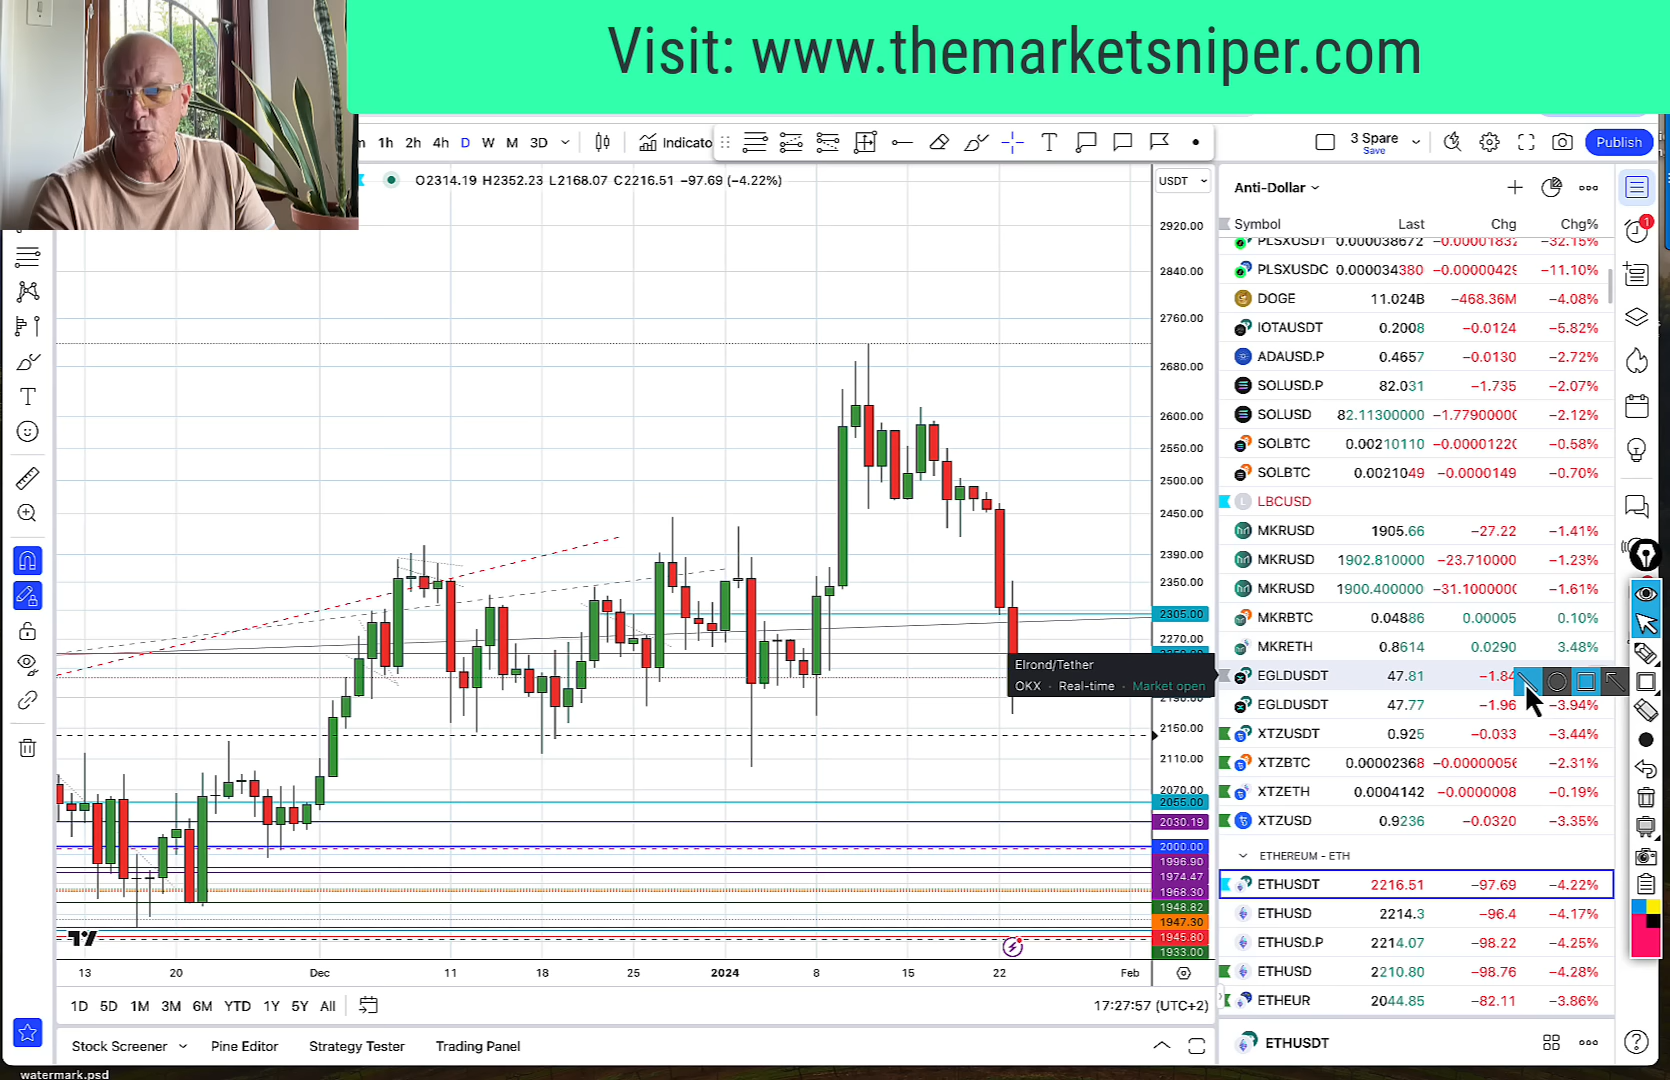 Visit: www.themarketsniper.com
1h 2h 4h D W M 3D
Indicato
T
3 Spare
Save
Publish
O2314.19 H2352.23 L2168.07 C2216.51 −97.69 (−4.22%)
USDT
Anti-Dollar
Symbol Last Chg Chg%
PLSXUSDT 0.000038672 −0.00001832 −32.15%
PLSXUSDC 0.000034380 −0.00000429 −11.10%
DOGE 11.024B −468.36M −4.08%
IOTAUSDT 0.2008 −0.0124 −5.82%
ADAUSD.P 0.4657 −0.0130 −2.72%
SOLUSD.P 82.031 −1.735 −2.07%
SOLUSD 82.11300000 −1.7790000 −2.12%
SOLBTC 0.00210110 −0.0000122 −0.58%
SOLBTC 0.0021049 −0.0000149 −0.70%
L LBCUSD
MKRUSD 1905.66 −27.22 −1.41%
MKRUSD 1902.810000 −23.710000 −1.23%
MKRUSD 1900.400000 −31.100000 −1.61%
MKRBTC 0.04886 0.00005 0.10%
MKRETH 0.8614 0.0290 3.48%
EGLDUSDT 47.81 −1.84
EGLDUSDT 47.77 −1.96 −3.94%
XTZUSDT 0.925 −0.033 −3.44%
XTZBTC 0.00002368 −0.00000056 −2.31%
XTZETH 0.0004142 −0.0000008 −0.19%
XTZUSD 0.9236 −0.0320 −3.35%
ETHEREUM - ETH
ETHUSDT 2216.51 −97.69 −4.22%
ETHUSD 2214.3 −96.4 −4.17%
ETHUSD.P 2214.07 −98.22 −4.25%
ETHUSD 2210.80 −98.76 −4.28%
ETHEUR 2044.85 −82.11 −3.86%
ETHUSDT
1
2920.00
2840.00
2760.00
2680.00
2600.00
2550.00
2500.00
2450.00
2390.00
2350.00
2305.00
2270.00
2150.00
2110.00
2070.00
2055.00
2030.19
2000.00
1996.90
1974.47
1968.30
1948.82
1947.30
1945.80
1933.00
Elrond/Tether
OKX · Real-time · Market open
T
13 20 Dec 11 18 25 2024 8 15 22 Feb
1D 5D 1M 3M 6M YTD 1Y 5Y All
17:27:57 (UTC+2)
Stock Screener Pine Editor Strategy Tester Trading Panel
watermark.psd